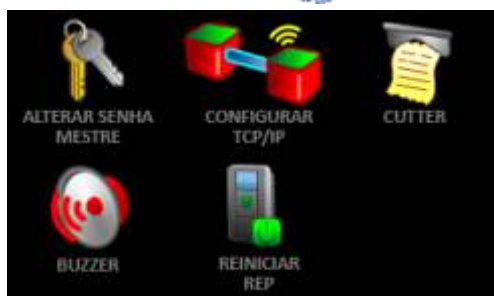 ALTERAR SENHA
MESTRE
CONFIGURAR
TCP/IP
CUTTER
BUZZER
REINICIAR
REP